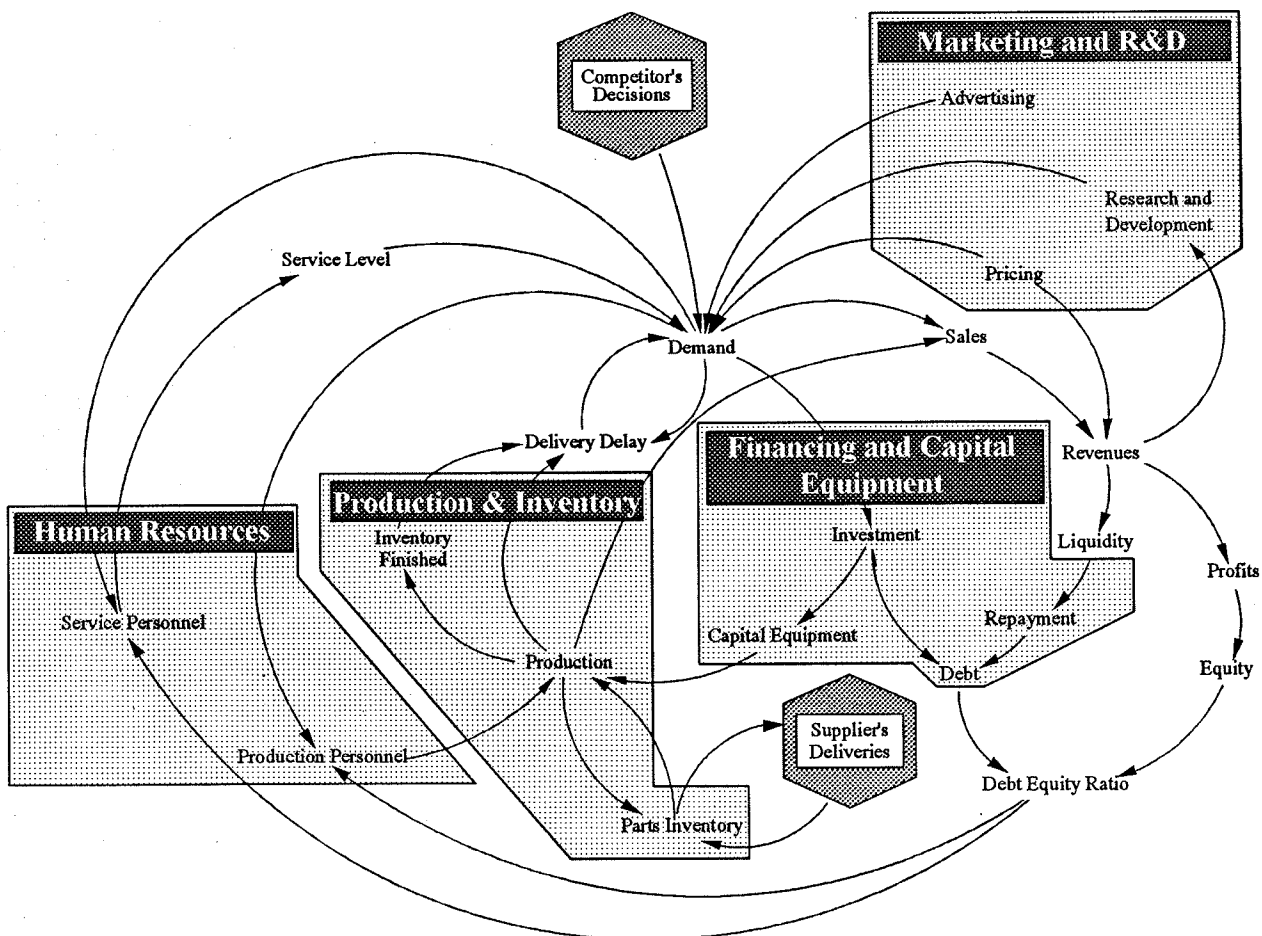 Marketing and R&D
Competitor's
Decisions
Advertising
Research and
Development
Service Level
Pricing
Demand
Sales
Delivery Delay
Financing and Capital
Equipment
Revenues
Production & Inventory
Human Resources
Inventory
Finished
Investment
Liquidity
Profits
Service Personnel
Repayment
Capital Equipment
Production
Debt
Equity
Supplier's
Deliveries
Production Personnel
Debt Equity Ratio
Parts Inventory